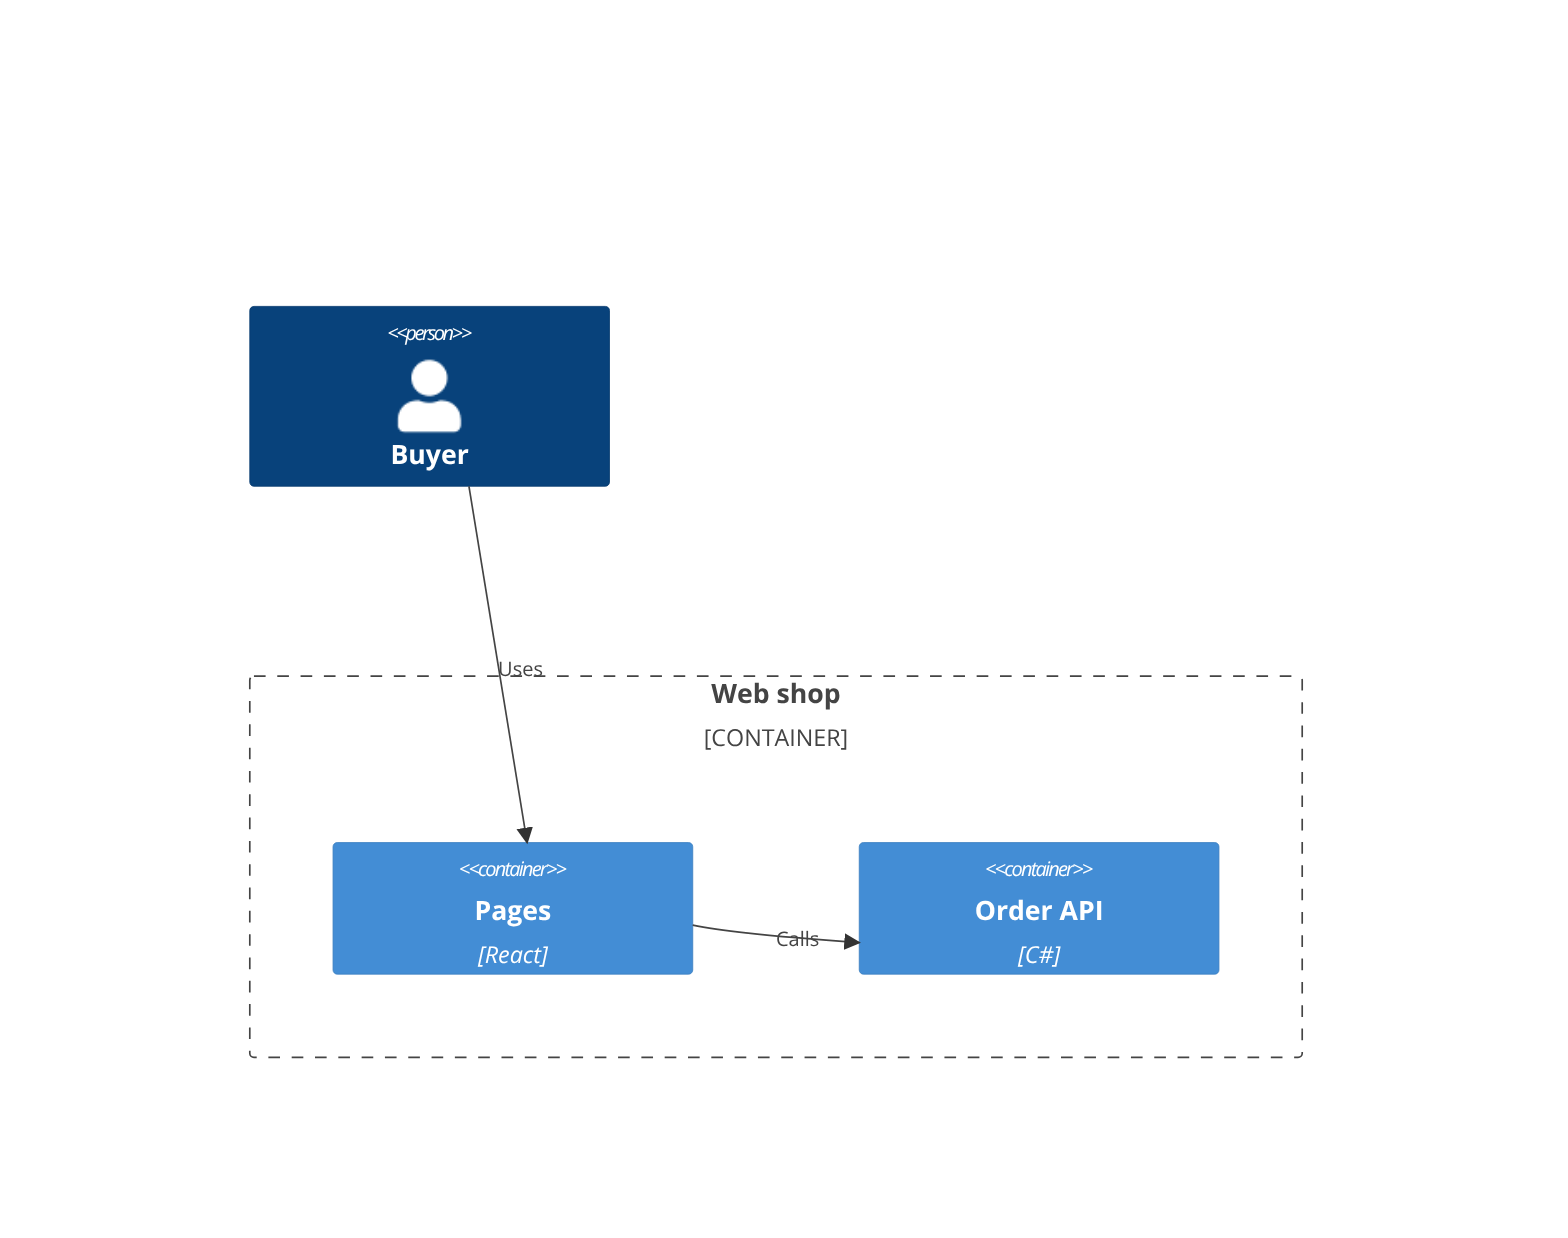 <<person>>
Buyer
Uses
Web shop
[CONTAINER]
<<container>>
Pages
[React]
Calls
<<container>>
Order API
[C#]